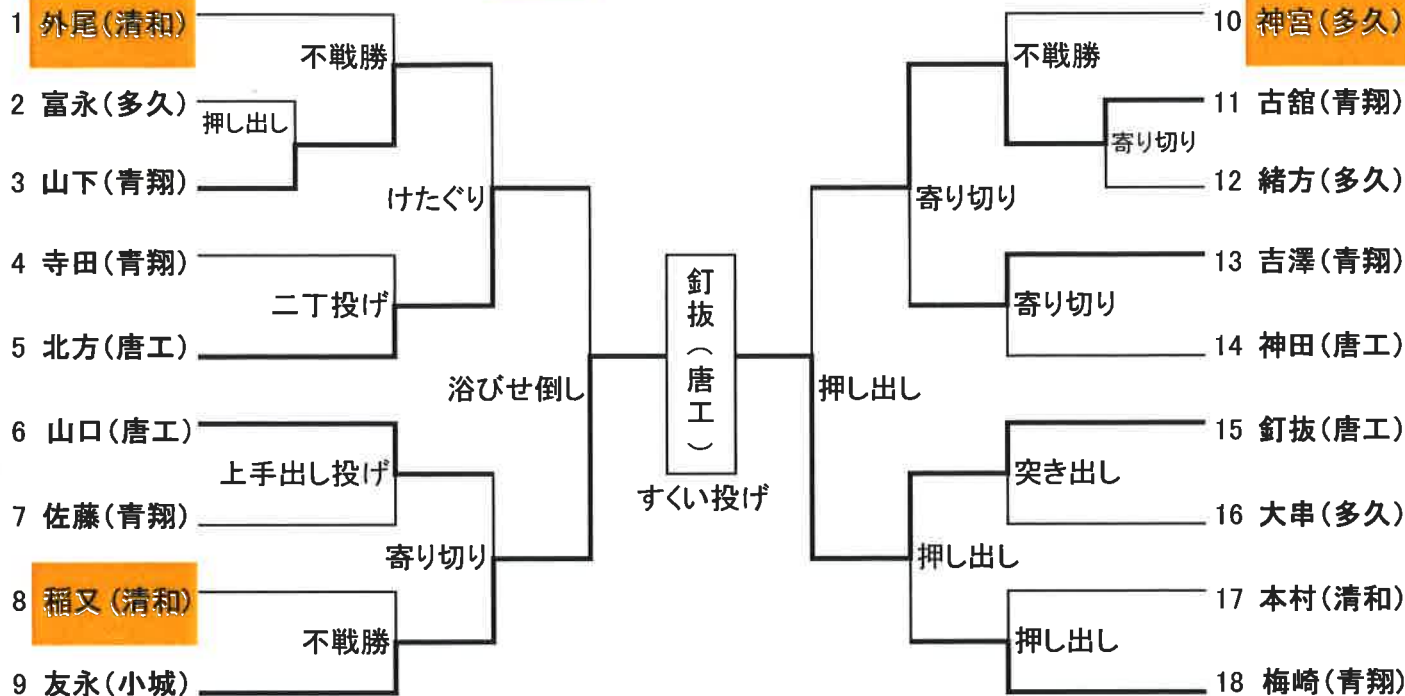 1 外尾(清和)
不戦勝
2 富永(多久)
押し出し
3 山下(青翔)
けたぐり
4 寺田(青翔)
二丁投げ
5 北方(唐工)
浴びせ倒し
6 山口(唐工)
上手出し投げ
7 佐藤(青翔)
寄り切り
8 稲又(清和)
不戦勝
9 友永(小城)
釘抜(唐工)
すくい投げ
10 神宮(多久)
不戦勝
11 古舘(青翔)
寄り切り
12 緒方(多久)
寄り切り
13 吉澤(青翔)
寄り切り
14 神田(唐工)
押し出し
15 釘抜(唐工)
突き出し
16 大串(多久)
押し出し
17 本村(清和)
押し出し
18 梅崎(青翔)